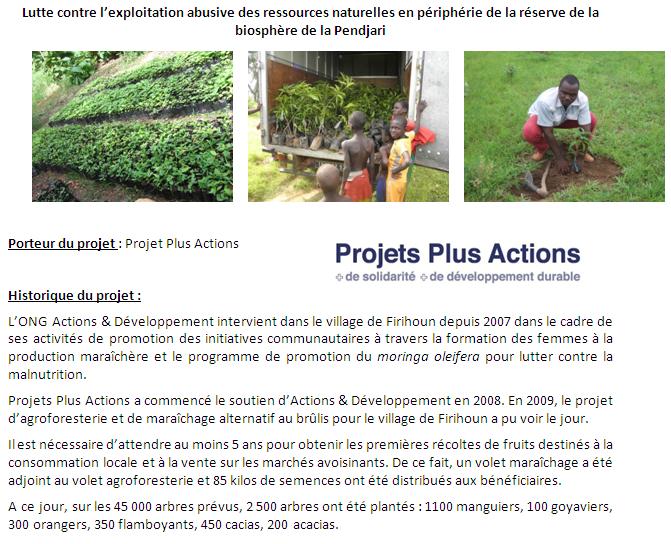 Lutte contre l’exploitation abusive des ressources naturelles en périphérie de la réserve de la
biosphère de la Pendjari
Porteur du projet : Projet Plus Actions
Projets Plus Actions
de solidarité de développement durable
Historique du projet :
L’ONG Actions & Développement intervient dans le village de Firihoun depuis 2007 dans le cadre de
ses activités de promotion des initiatives communautaires à travers la formation des femmes à la
production maraîchère et le programme de promotion du moringa oleifera pour lutter contre la
malnutrition.
Projets Plus Actions a commencé le soutien d’Actions & Développement en 2008. En 2009, le projet
d’agroforesterie et de maraîchage alternatif au brûlis pour le village de Firihoun a pu voir le jour.
Il est nécessaire d’attendre au moins 5 ans pour obtenir les premières récoltes de fruits destinés à la
consommation locale et à la vente sur les marchés avoisinants. De ce fait, un volet maraîchage a été
adjoint au volet agroforesterie et 85 kilos de semences ont été distribués aux bénéficiaires.
A ce jour, sur les 45 000 arbres prévus, 2 500 arbres ont été plantés : 1100 manguiers, 100 goyaviers,
300 orangers, 350 flamboyants, 450 cacias, 200 acacias.